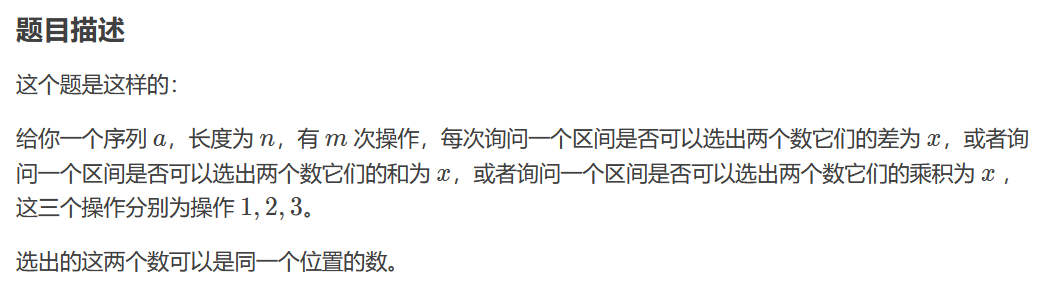 题目描述
这个题是这样的：
给你一个序列 a，长度为 n，有 m 次操作，每次询问一个区间是否可以选出两个数它们的差为 x，或者询
问一个区间是否可以选出两个数它们的和为 x，或者询问一个区间是否可以选出两个数它们的乘积为 x ，
这三个操作分别为操作 1, 2, 3。
选出的这两个数可以是同一个位置的数。